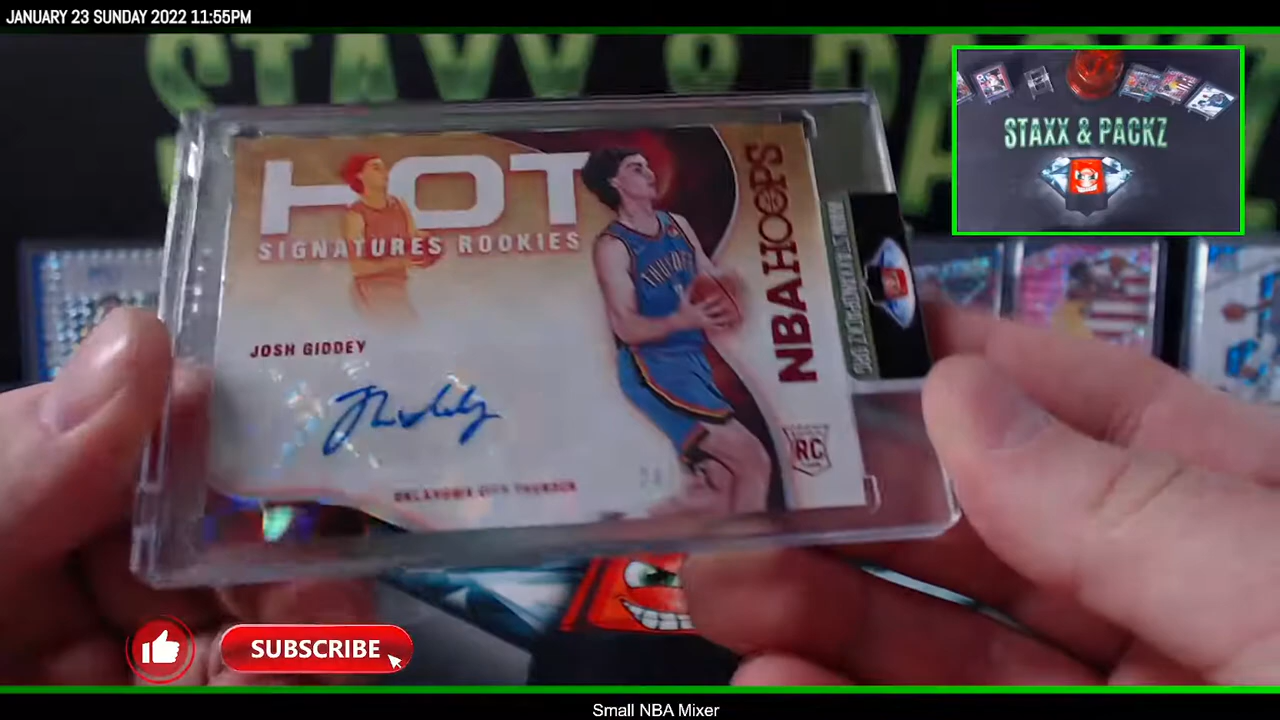 JANUARY 23 SUNDAY 2022 11:55PM
STAXX & PACKZ
HOT
SIGNATURES ROOKIES
NBA HOOPS
THUNDER
JOSH GIDDEY
RC
OKLAHOMA CITY THUNDER
SUBSCRIBE
Small NBA Mixer